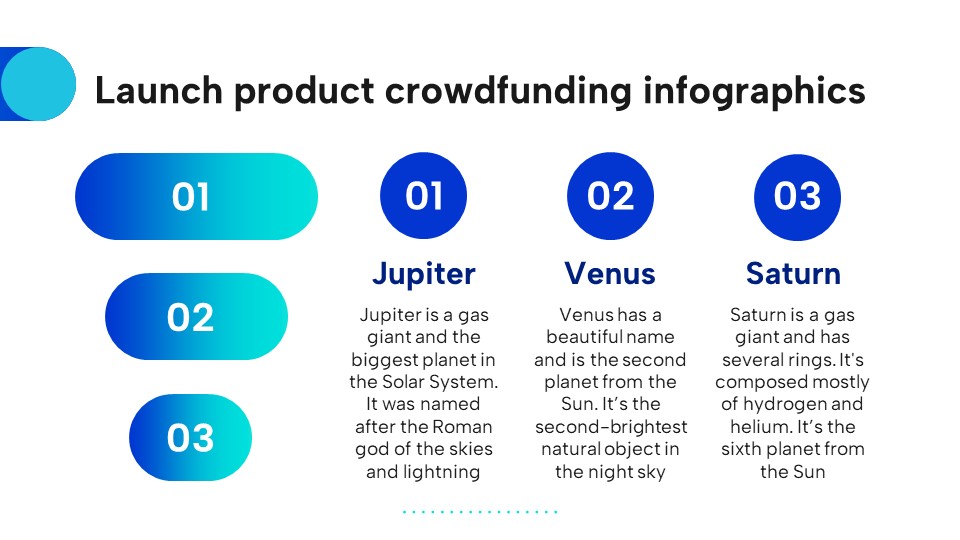 Launch product crowdfunding infographics
01
02
03
01
Jupiter
Jupiter is a gas
giant and the
biggest planet in
the Solar System.
It was named
after the Roman
god of the skies
and lightning
02
Venus
Venus has a
beautiful name
and is the second
planet from the
Sun. It’s the
second-brightest
natural object in
the night sky
03
Saturn
Saturn is a gas
giant and has
several rings. It's
composed mostly
of hydrogen and
helium. It’s the
sixth planet from
the Sun